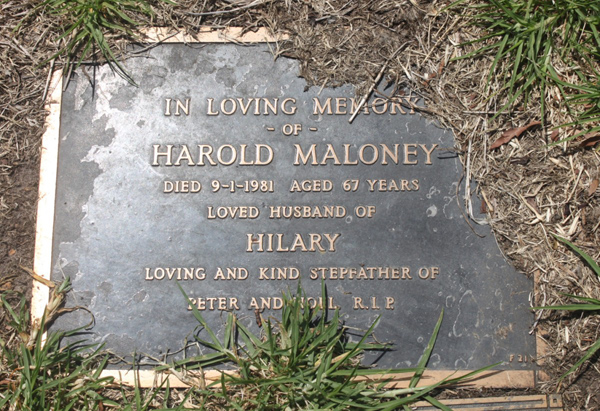 IN LOVING MEMORY
- OF -
HAROLD MALONEY
DIED 9-1-1981 AGED 67 YEARS
LOVED HUSBAND OF
HILARY
LOVING AND KIND STEPFATHER OF
PETER AND R.I.P.